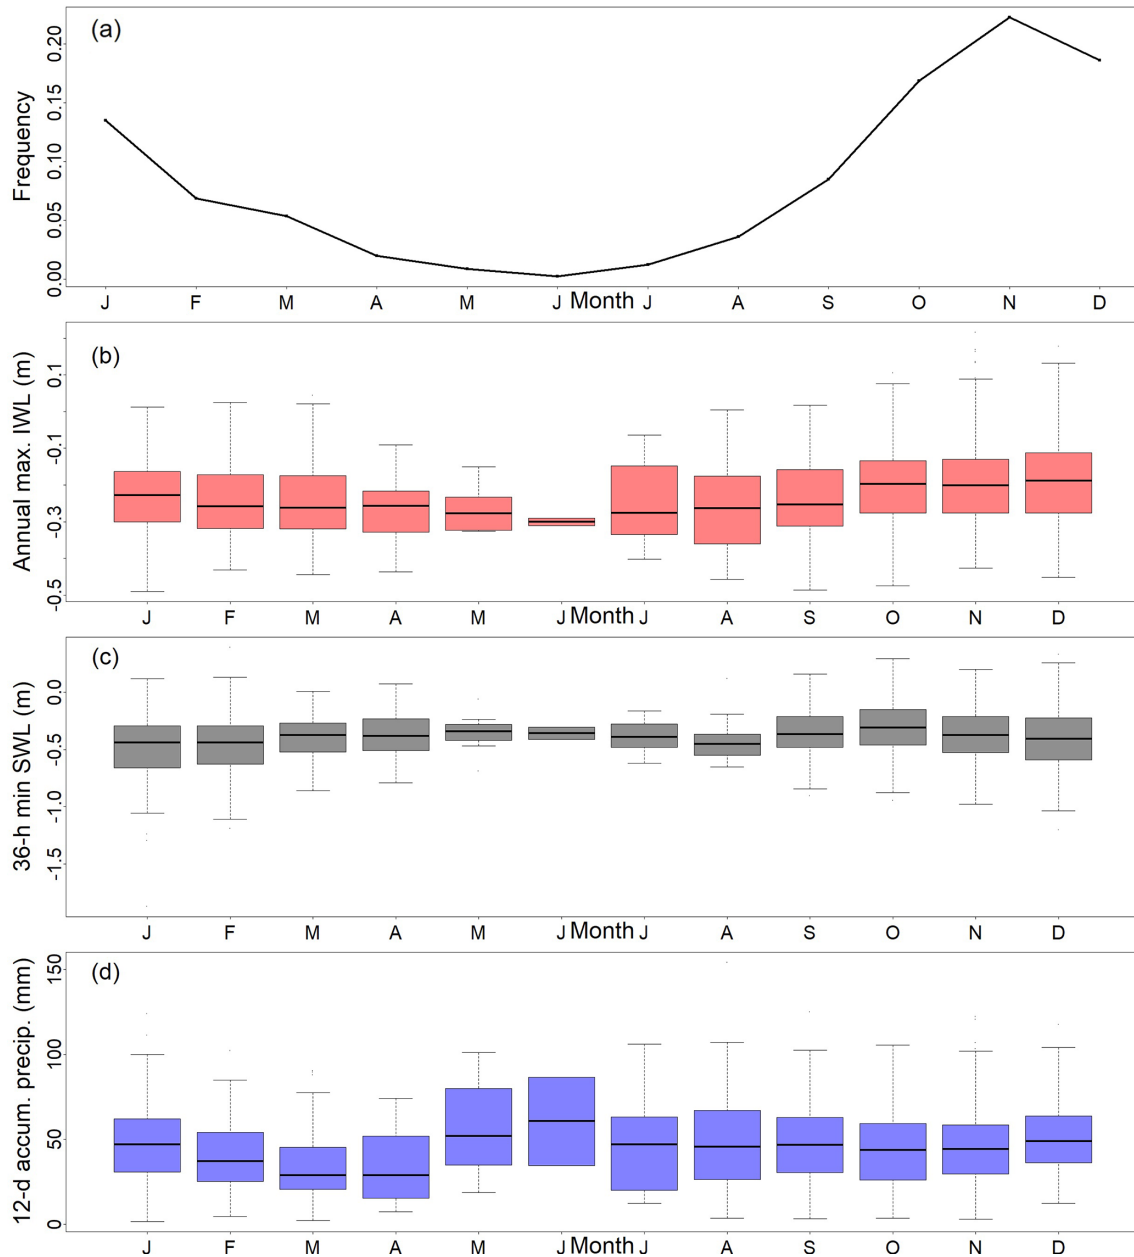 (a)
Frequency
0.00 0.05 0.10 0.15 0.20
J F M A M J J A S O N D
Month
(b)
Annual max. IWL (m)
-0.5 -0.3 -0.1 0.1
J F M A M J J A S O N D
Month
(c)
36-h min SWL (m)
-1.5 -1.0 -0.5 0.0
J F M A M J J A S O N D
Month
(d)
12-d accum. precip. (mm)
0 50 100 150
J F M A M J J A S O N D
Month